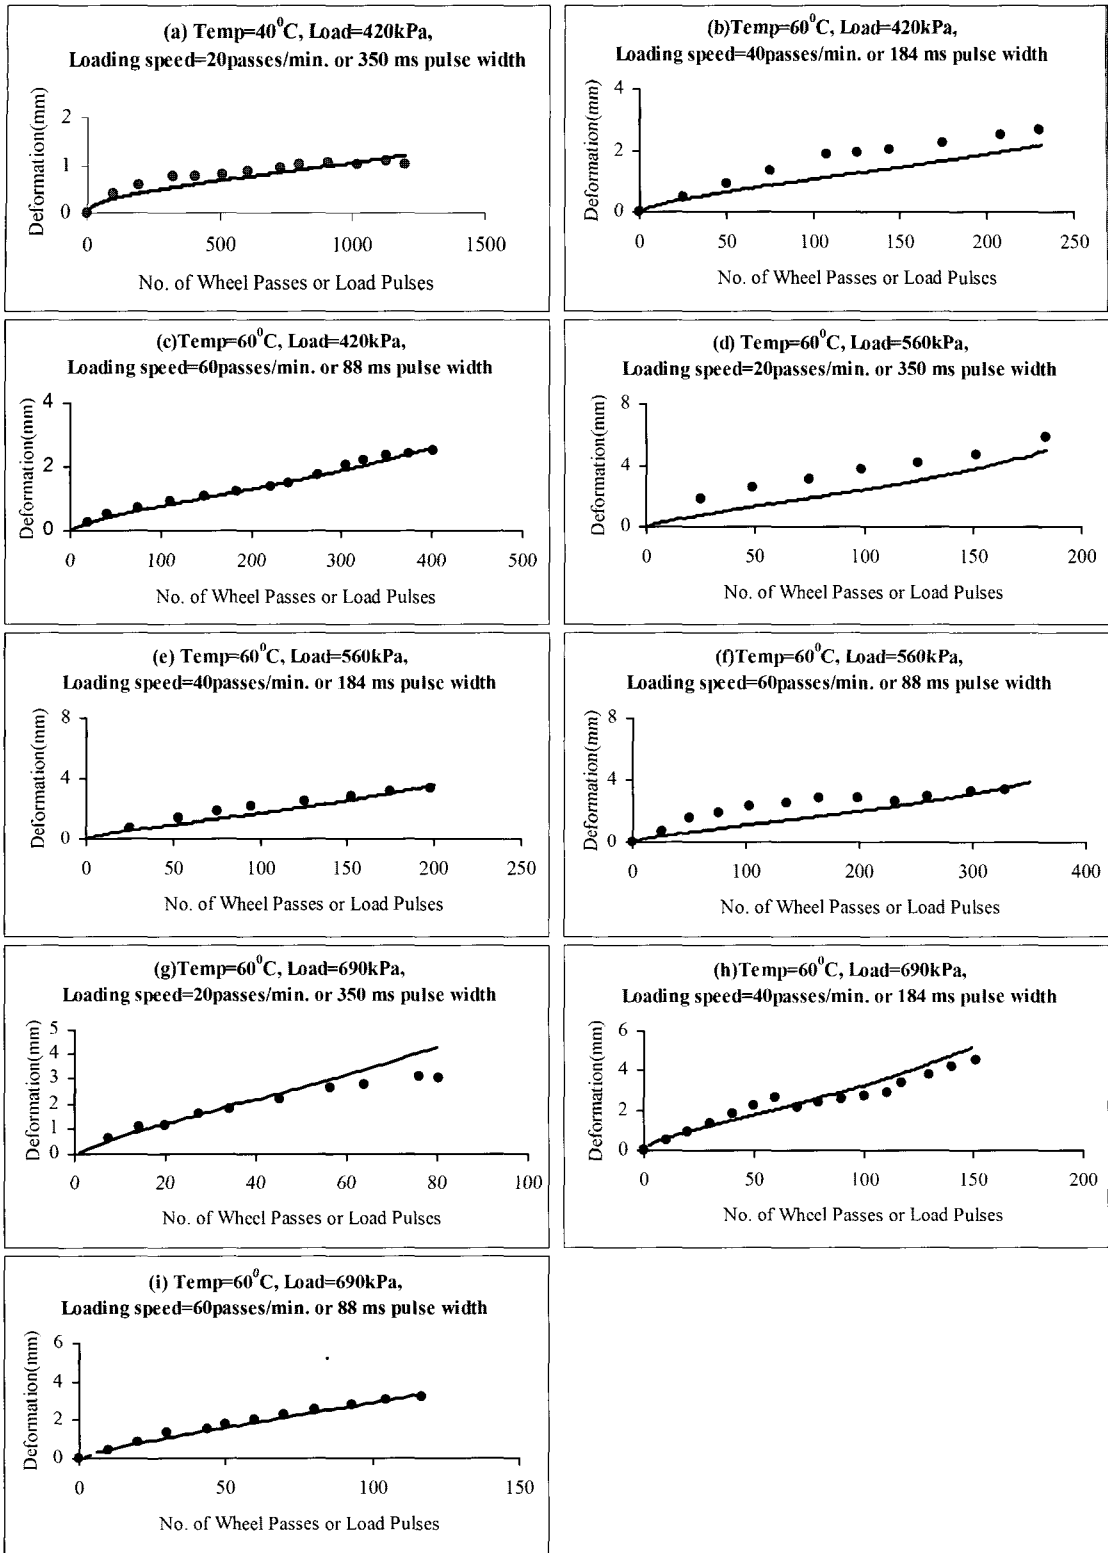 (a) Temp=40⁰C, Load=420kPa,
Loading speed=20passes/min. or 350 ms pulse width
Deformation(mm)
2
1
0
0 500 1000 1500
No. of Wheel Passes or Load Pulses
(b)Temp=60⁰C, Load=420kPa,
Loading speed=40passes/min. or 184 ms pulse width
Deformation(mm)
4
2
0
0 50 100 150 200 250
No. of Wheel Passes or Load Pulses
(c)Temp=60⁰C, Load=420kPa,
Loading speed=60passes/min. or 88 ms pulse width
Deformation(mm)
4
2
0
0 100 200 300 400 500
No. of Wheel Passes or Load Pulses
(d) Temp=60⁰C, Load=560kPa,
Loading speed=20passes/min. or 350 ms pulse width
Deformation(mm)
8
4
0
0 50 100 150 200
No. of Wheel Passes or Load Pulses
(e) Temp=60⁰C, Load=560kPa,
Loading speed=40passes/min. or 184 ms pulse width
Deformation(mm)
8
4
0
0 50 100 150 200 250
No. of Wheel Passes or Load Pulses
(f)Temp=60⁰C, Load=560kPa,
Loading speed=60passes/min. or 88 ms pulse width
Deformation(mm)
8
4
0
0 100 200 300 400
No. of Wheel Passes or Load Pulses
(g)Temp=60⁰C, Load=690kPa,
Loading speed=20passes/min. or 350 ms pulse width
Deformation(mm)
5
4
3
2
1
0
0 20 40 60 80 100
No. of Wheel Passes or Load Pulses
(h)Temp=60⁰C, Load=690kPa,
Loading speed=40passes/min. or 184 ms pulse width
Deformation(mm)
6
4
2
0
0 50 100 150 200
No. of Wheel Passes or Load Pulses
(i) Temp=60⁰C, Load=690kPa,
Loading speed=60passes/min. or 88 ms pulse width
Deformation(mm)
6
4
2
0
0 50 100 150
No. of Wheel Passes or Load Pulses